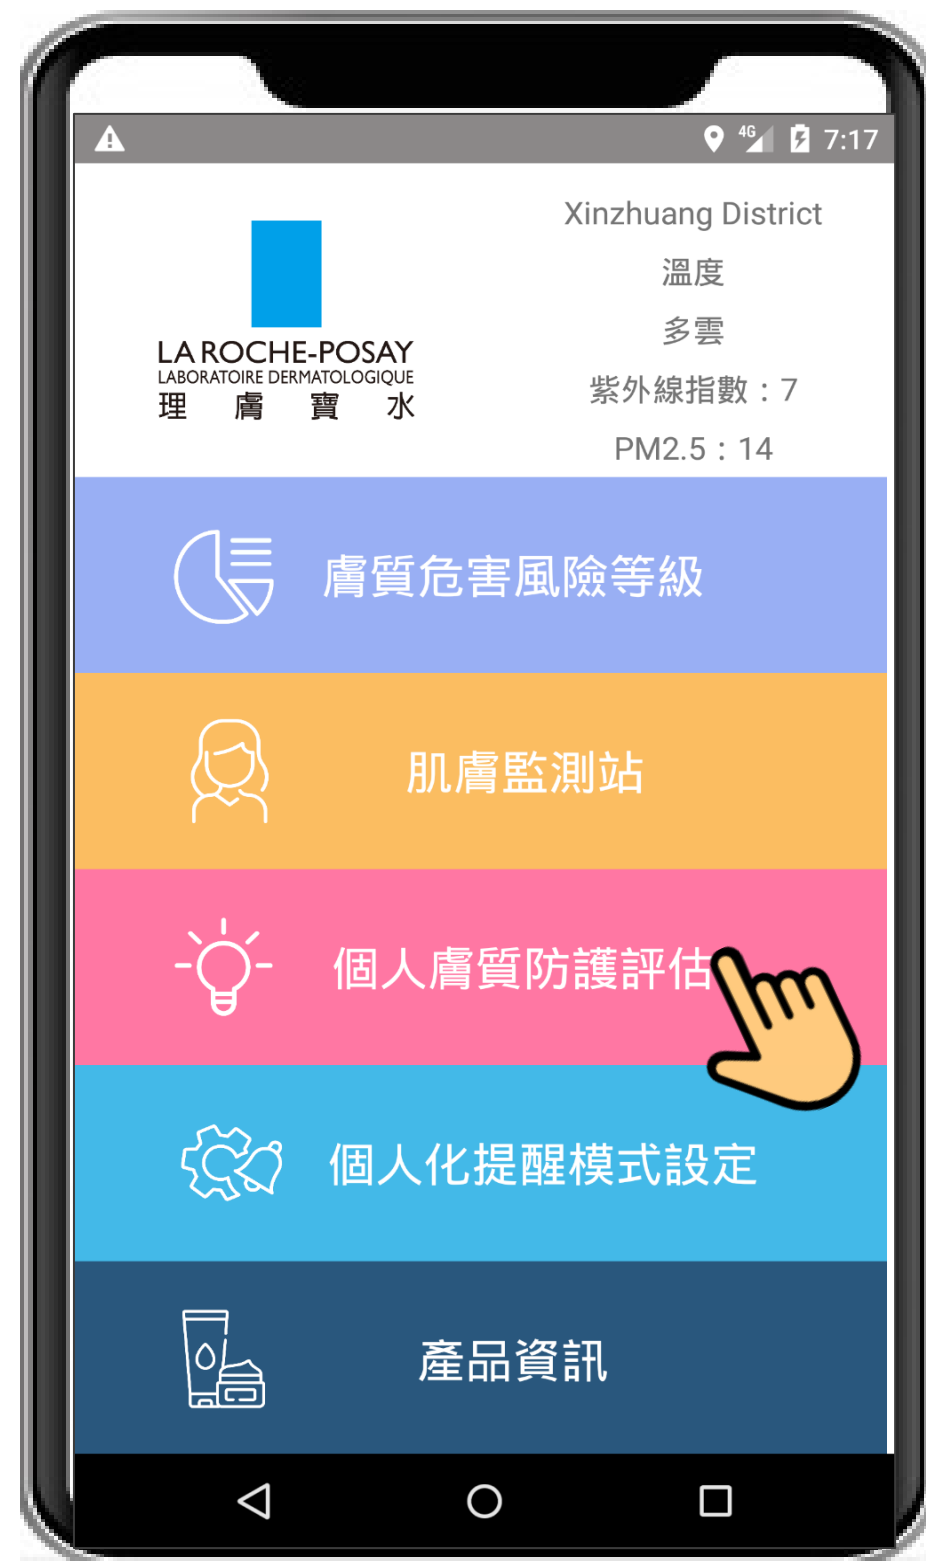 4G 7:17
Xinzhuang District
溫度
多雲
紫外線指數：7
PM2.5：14
LA ROCHE-POSAY
LABORATOIRE DERMATOLOGIQUE
理膚寶水
膚質危害風險等級
肌膚監測站
個人膚質防護評估
個人化提醒模式設定
產品資訊